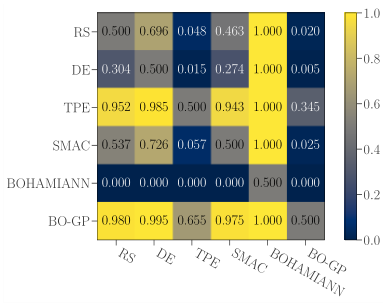 RS 0.500 0.696 0.048 0.463 1.000 0.020
DE 0.304 0.500 0.015 0.274 1.000 0.005
TPE 0.952 0.985 0.500 0.943 1.000 0.345
SMAC 0.537 0.726 0.057 0.500 1.000 0.025
BOHAMIANN 0.000 0.000 0.000 0.000 0.500 0.000
BO-GP 0.980 0.995 0.655 0.975 1.000 0.500
RS DE TPE SMAC BOHAMIANN BO-GP
1.0
0.8
0.6
0.4
0.2
0.0